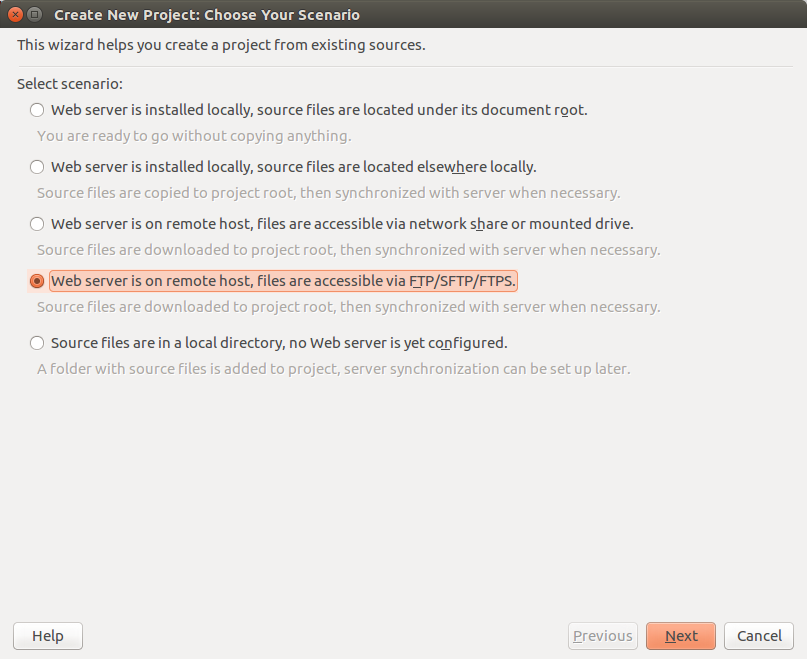 Create New Project: Choose Your Scenario
This wizard helps you create a project from existing sources.
Select scenario:
Web server is installed locally, source files are located under its document root.
You are ready to go without copying anything.
Web server is installed locally, source files are located elsewhere locally.
Source files are copied to project root, then synchronized with server when necessary.
Web server is on remote host, files are accessible via network share or mounted drive.
Source files are downloaded to project root, then synchronized with server when necessary.
Web server is on remote host, files are accessible via FTP/SFTP/FTPS.
Source files are downloaded to project root, then synchronized with server when necessary.
Source files are in a local directory, no Web server is yet configured.
A folder with source files is added to project, server synchronization can be set up later.
Help Previous Next Cancel